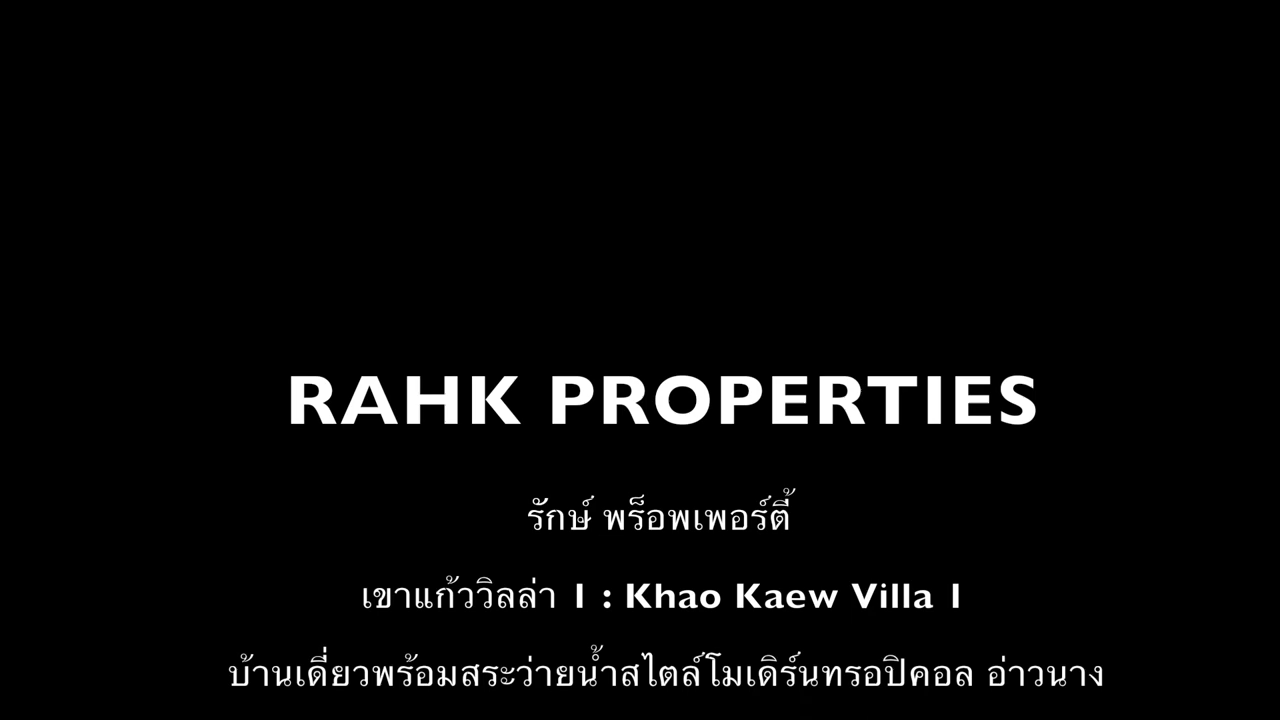 RAHK PROPERTIES
รักษ์ พร็อพเพอร์ตี้
เขาแก้ววิลล่า 1 : Khao Kaew Villa 1
บ้านเดี่ยวพร้อมสระว่ายน้ำสไตล์โมเดิร์นทรอปิคอล อ่าวนาง